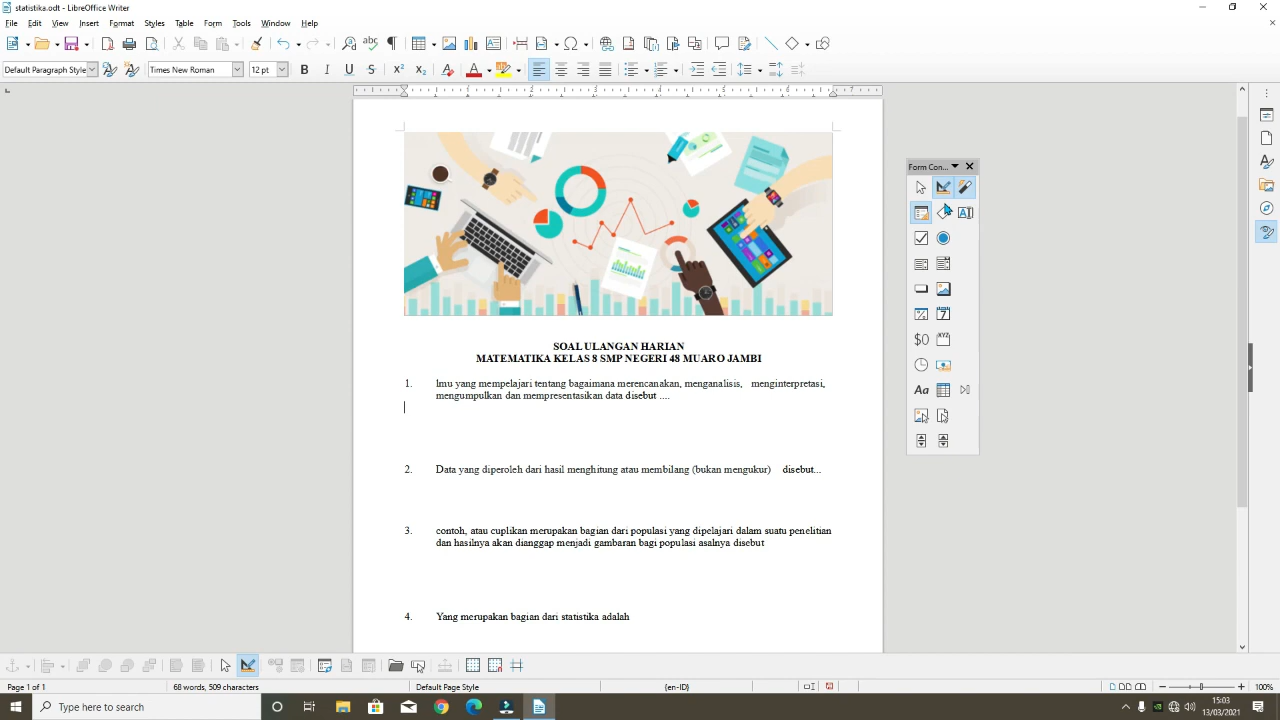 statistika.odt - LibreOffice Writer
File Edit View Insert Format Styles Table Form Tools Window Help
Default Paragraph Style Times New Roman 12 pt
Form Con...
SOAL ULANGAN HARIAN
MATEMATIKA KELAS 8 SMP NEGERI 48 MUARO JAMBI
1. lmu yang mempelajari tentang bagaimana merencanakan, menganalisis, menginterpretasi,
mengumpulkan dan mempresentasikan data disebut ....
2. Data yang diperoleh dari hasil menghitung atau membilang (bukan mengukur) disebut...
3. contoh, atau cuplikan merupakan bagian dari populasi yang dipelajari dalam suatu penelitian
dan hasilnya akan dianggap menjadi gambaran bagi populasi asalnya disebut
4. Yang merupakan bagian dari statistika adalah
Page 1 of 1 68 words, 509 characters Default Page Style {en-ID} 100%
Type here to search
15:03
13/03/2021